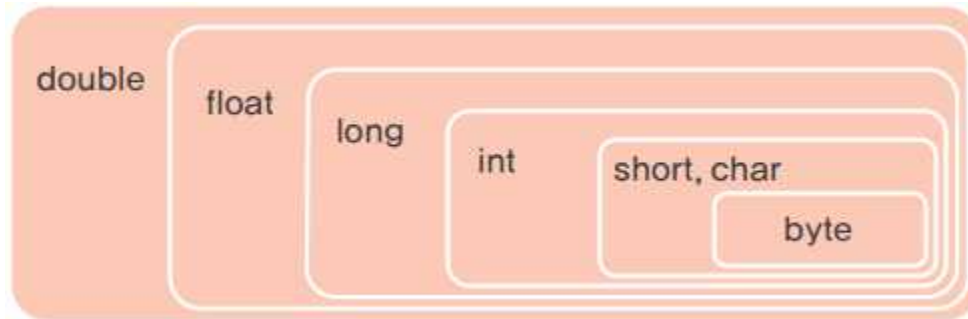 double
float
long
int
short, char
byte